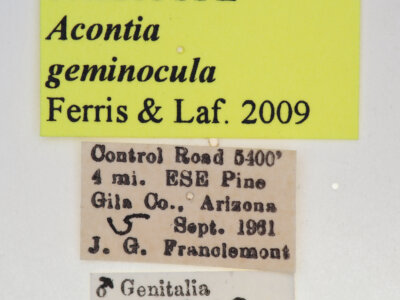 Acontia
geminocula
Ferris & Laf. 2009
Control Road 5400'
4 mi. ESE Pine
Gila Co., Arizona
5 Sept. 1961
J. G. Franclemont
♂ Genitalia